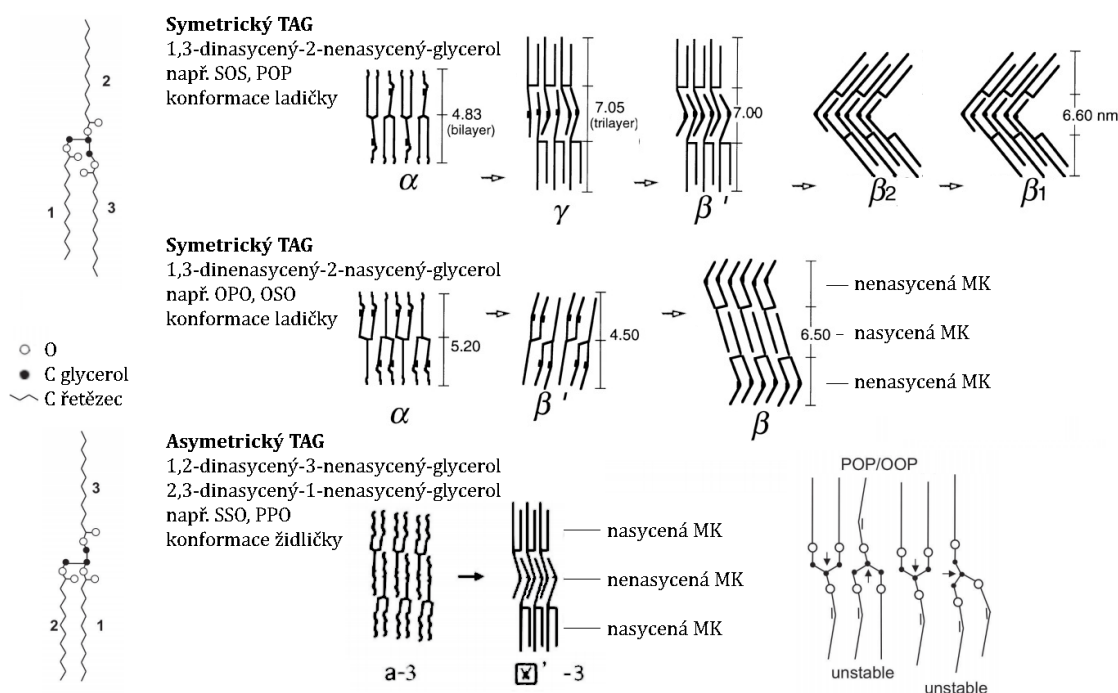 Symetrický TAG
1,3-dinasycený-2-nenasycený-glycerol
např. SOS, POP
konformace ladičky
2
1
3
4.83
(bilayer)
α
7.05
(trilayer)
γ
7.00
β'
β2
6.60 nm
β1
Symetrický TAG
1,3-dinenasycený-2-nasycený-glycerol
např. OPO, OSO
konformace ladičky
5.20
α
4.50
β'
6.50
β
nenasycená MK
nasycená MK
nenasycená MK
O
C glycerol
C řetězec
Asymetrický TAG
1,2-dinasycený-3-nenasycený-glycerol
2,3-dinasycený-1-nenasycený-glycerol
např. SSO, PPO
konformace židličky
3
2
1
a-3
' -3
nasycená MK
nenasycená MK
nasycená MK
POP/OOP
unstable
unstable